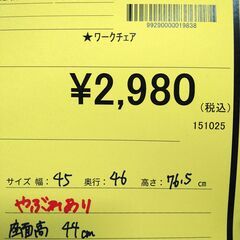 9929000019838
★ワークチェア
¥2,980
(税込)
151025
サイズ 幅: 45 奥行: 46 高さ: 76.5 cm
やぶれあり
座面高 44cm